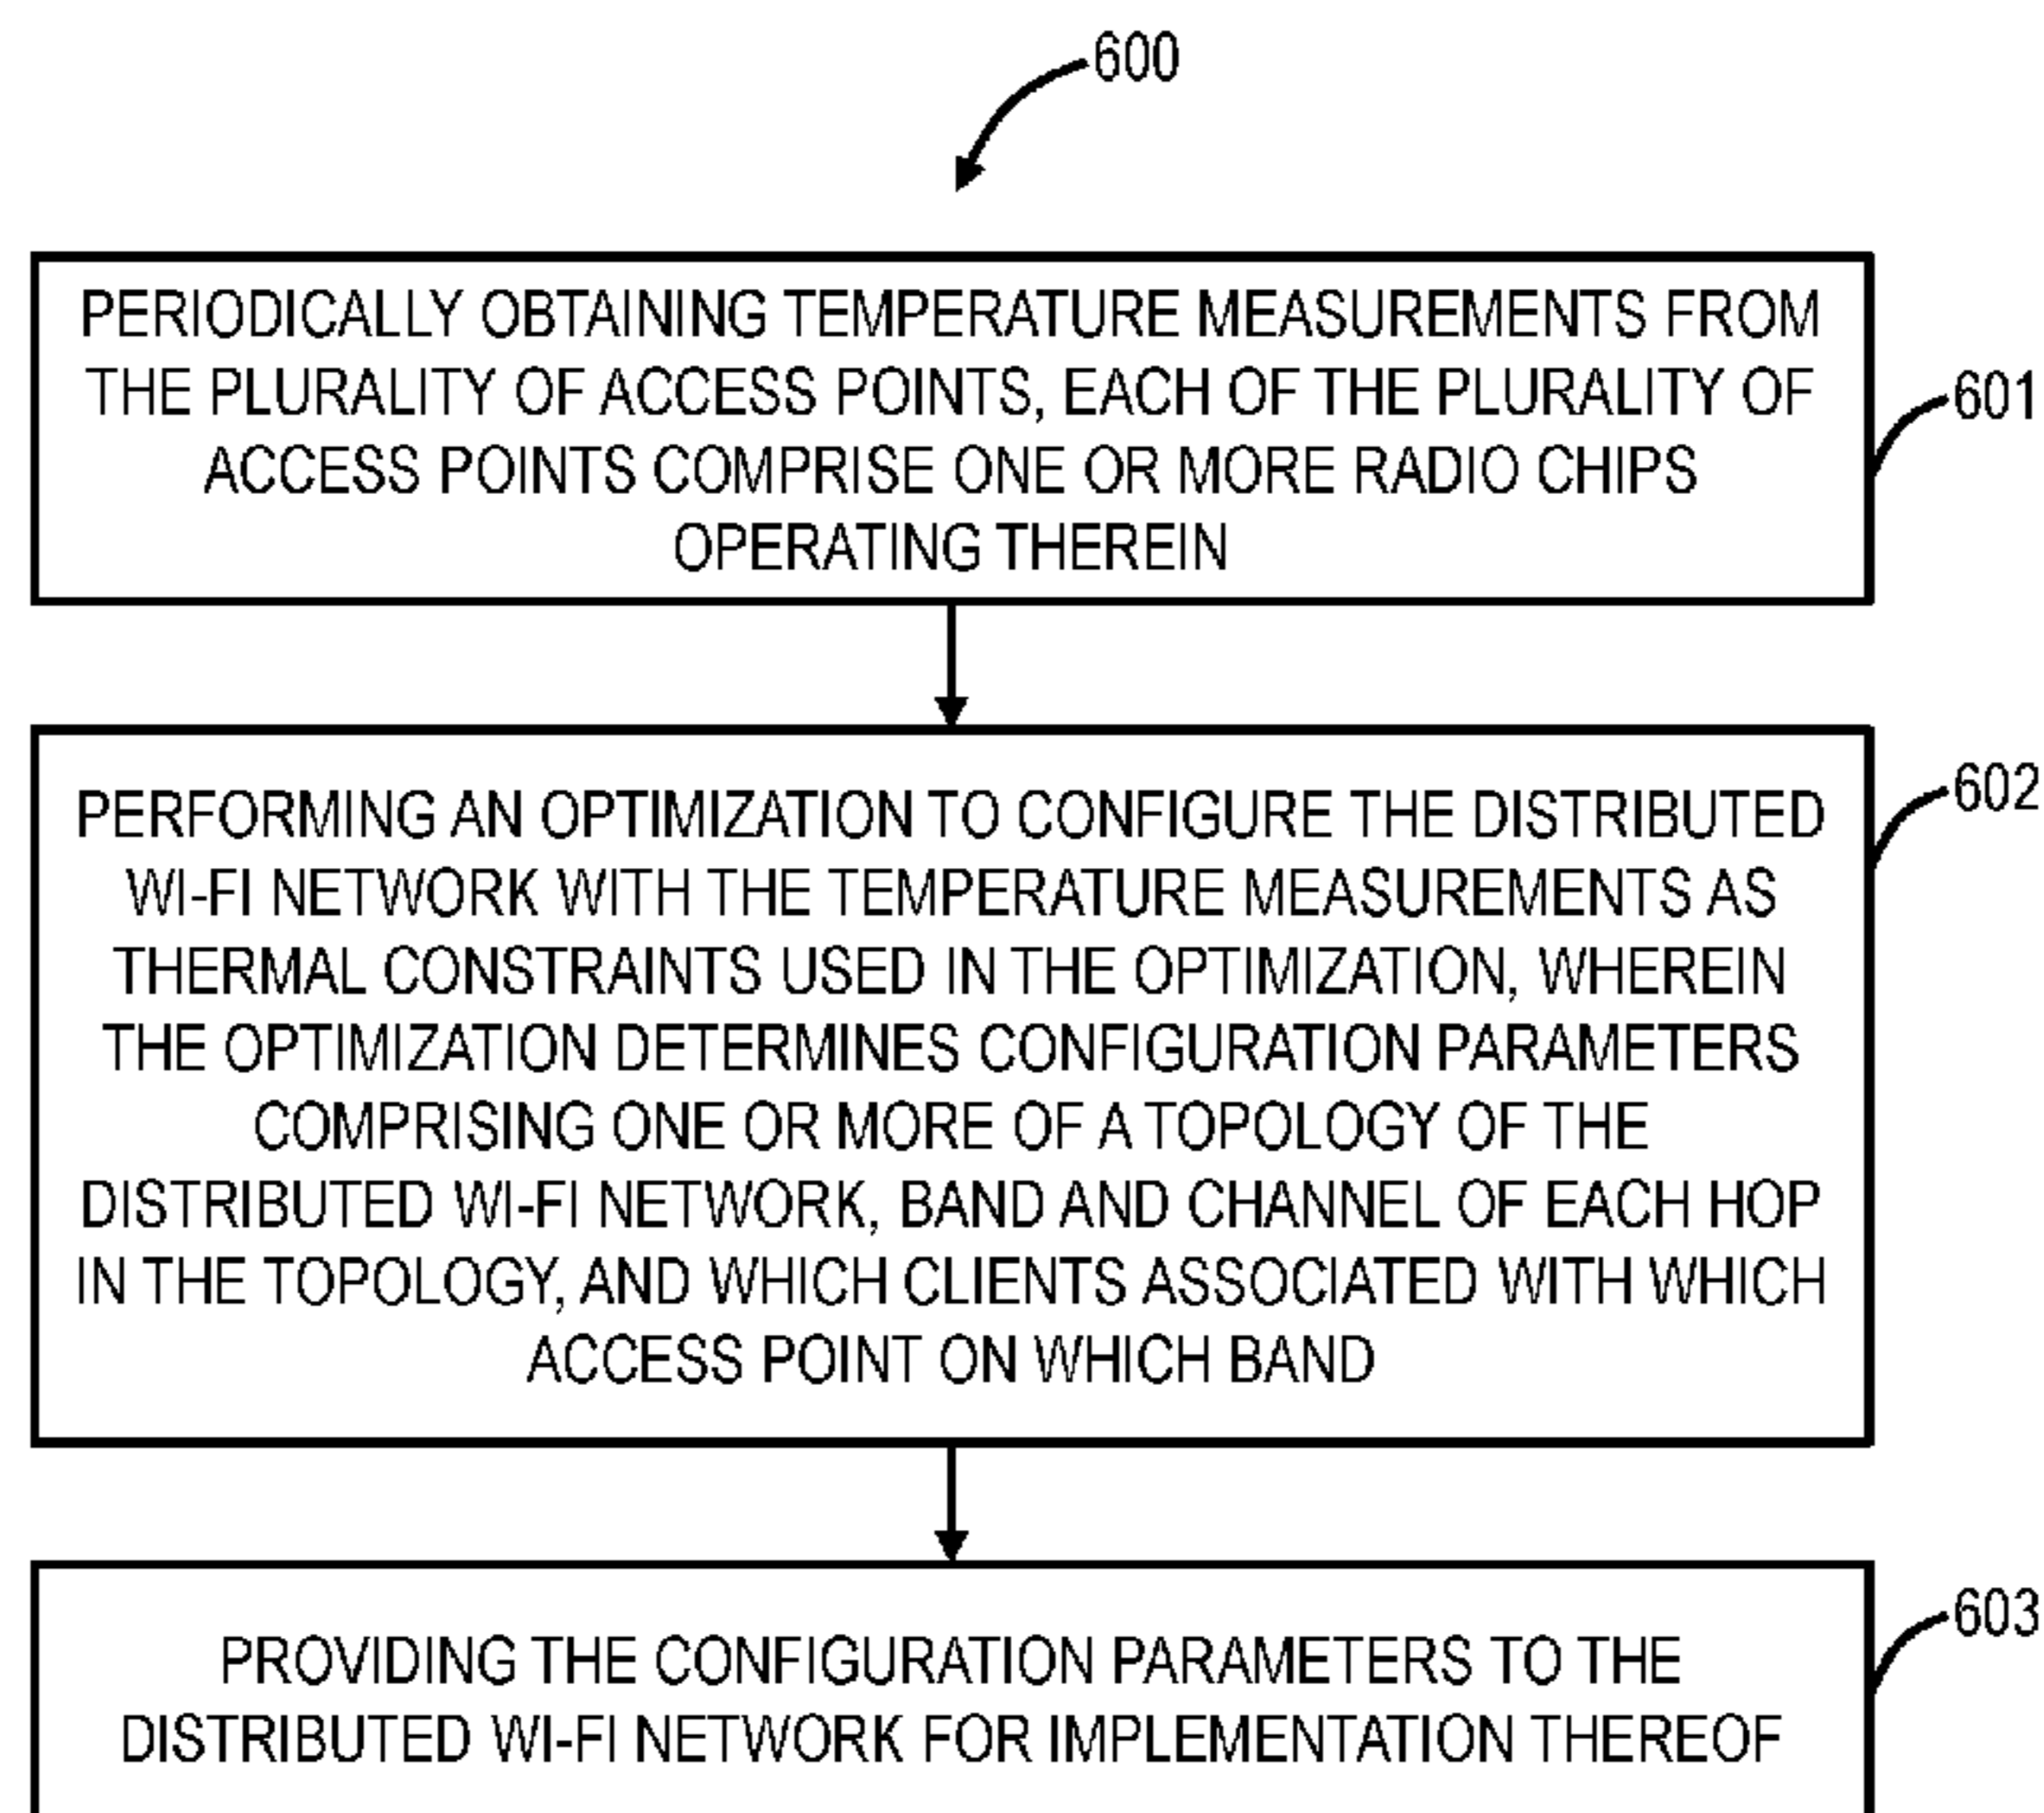 600
PERIODICALLY OBTAINING TEMPERATURE MEASUREMENTS FROM
THE PLURALITY OF ACCESS POINTS, EACH OF THE PLURALITY OF
ACCESS POINTS COMPRISE ONE OR MORE RADIO CHIPS
OPERATING THEREIN
601
PERFORMING AN OPTIMIZATION TO CONFIGURE THE DISTRIBUTED
WI-FI NETWORK WITH THE TEMPERATURE MEASUREMENTS AS
THERMAL CONSTRAINTS USED IN THE OPTIMIZATION, WHEREIN
THE OPTIMIZATION DETERMINES CONFIGURATION PARAMETERS
COMPRISING ONE OR MORE OF A TOPOLOGY OF THE
DISTRIBUTED WI-FI NETWORK, BAND AND CHANNEL OF EACH HOP
IN THE TOPOLOGY, AND WHICH CLIENTS ASSOCIATED WITH WHICH
ACCESS POINT ON WHICH BAND
602
PROVIDING THE CONFIGURATION PARAMETERS TO THE
DISTRIBUTED WI-FI NETWORK FOR IMPLEMENTATION THEREOF
603